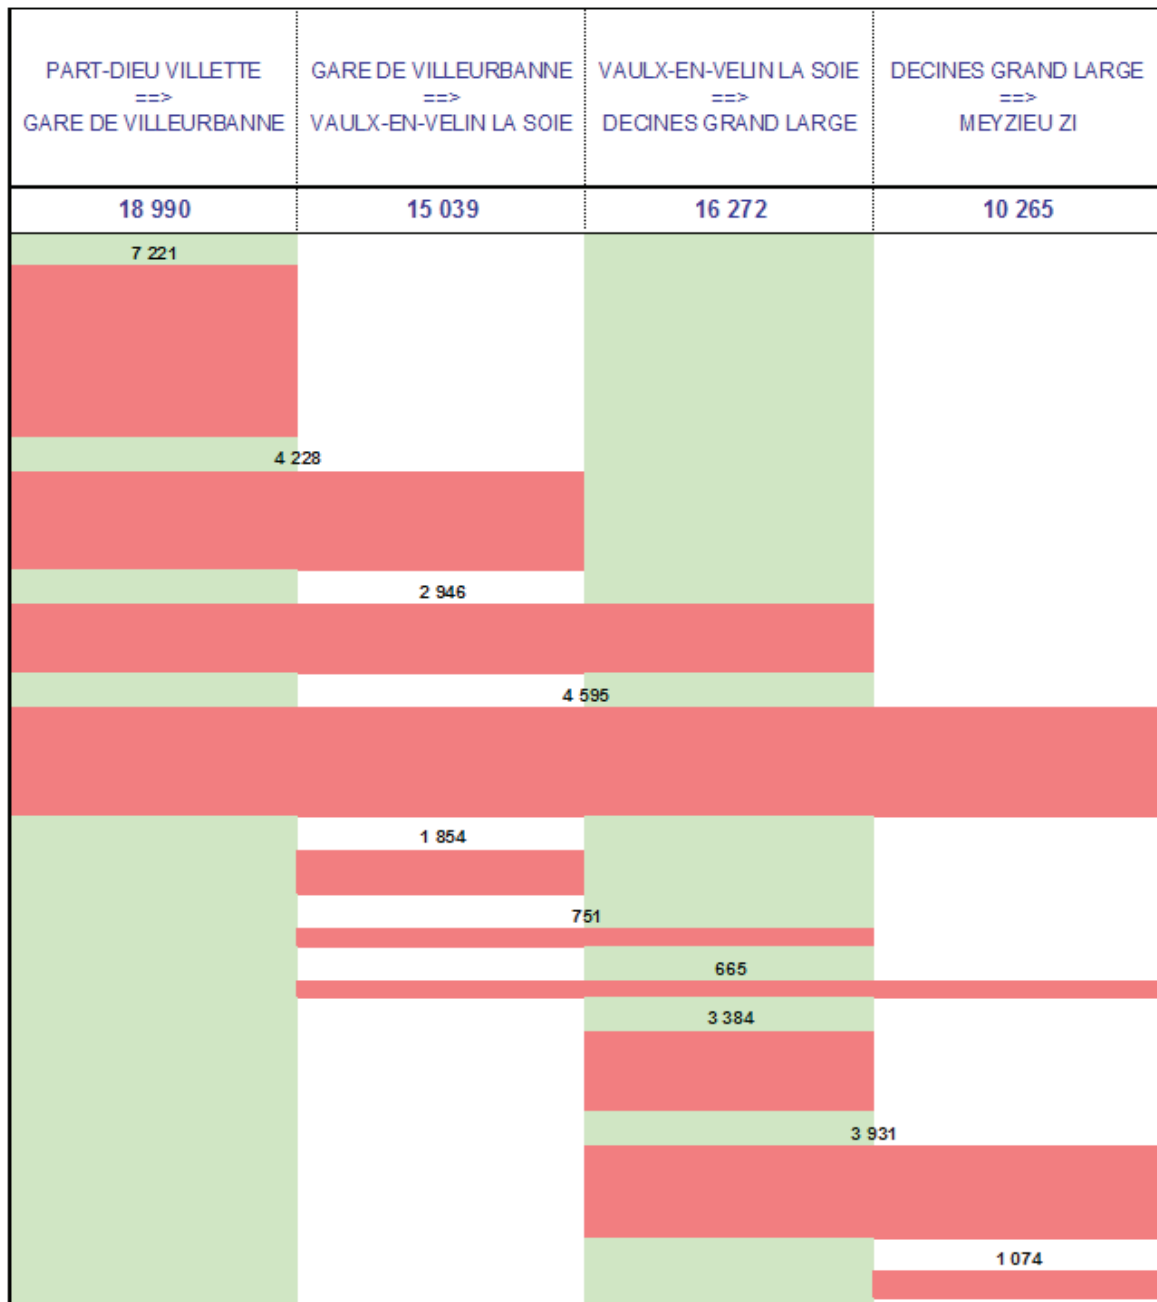 PART-DIEU VILLETTE
==>
GARE DE VILLEURBANNE
GARE DE VILLEURBANNE
==>
VAULX-EN-VELIN LA SOIE
VAULX-EN-VELIN LA SOIE
==>
DECINES GRAND LARGE
DECINES GRAND LARGE
==>
MEYZIEU ZI
18 990
15 039
16 272
10 265
7 221
4 228
2 946
4 595
1 854
751
665
3 384
3 931
1 074